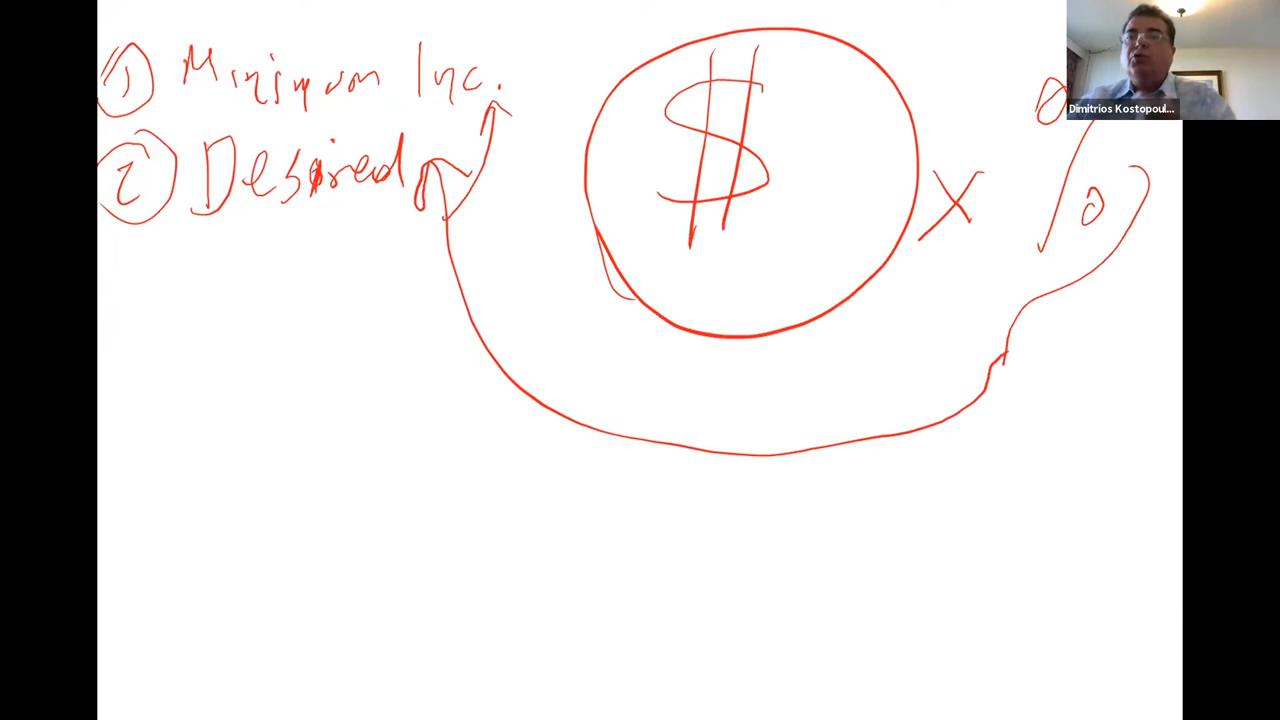 ① Minimum Inc.
② Desired
$ X %
Dimitrios Kostopoul...